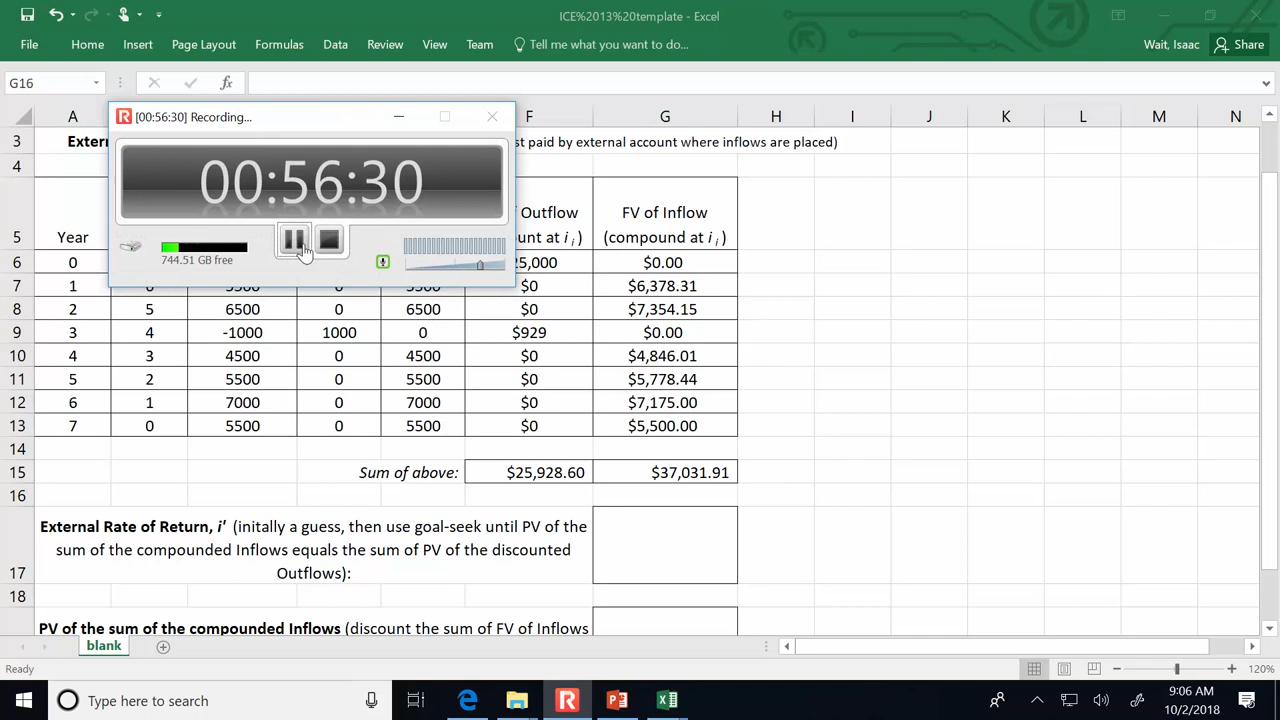 ICE%2013%20template - Excel
File Home Insert Page Layout Formulas Data Review View Team Tell me what you want to do... Wait, Isaac Share
G16 fx
[00:56:30] Recording...
00:56:30
744.51 GB free
A F G H I J K L M N
3 Extern st paid by external account where inflows are placed)
4
Outflow FV of Inflow
5 Year unt at i i ) (compound at i i )
6 0 25,000 $0.00
7 1 $0 $6,378.31
8 2 5 6500 0 6500 $0 $7,354.15
9 3 4 -1000 1000 0 $929 $0.00
10 4 3 4500 0 4500 $0 $4,846.01
11 5 2 5500 0 5500 $0 $5,778.44
12 6 1 7000 0 7000 $0 $7,175.00
13 7 0 5500 0 5500 $0 $5,500.00
14
15 Sum of above: $25,928.60 $37,031.91
16
External Rate of Return, i' (initally a guess, then use goal-seek until PV of the
sum of the compounded Inflows equals the sum of PV of the discounted
17 Outflows):
18
PV of the sum of the compounded Inflows (discount the sum of FV of Inflows
blank
Ready 120%
Type here to search
9:06 AM
10/2/2018